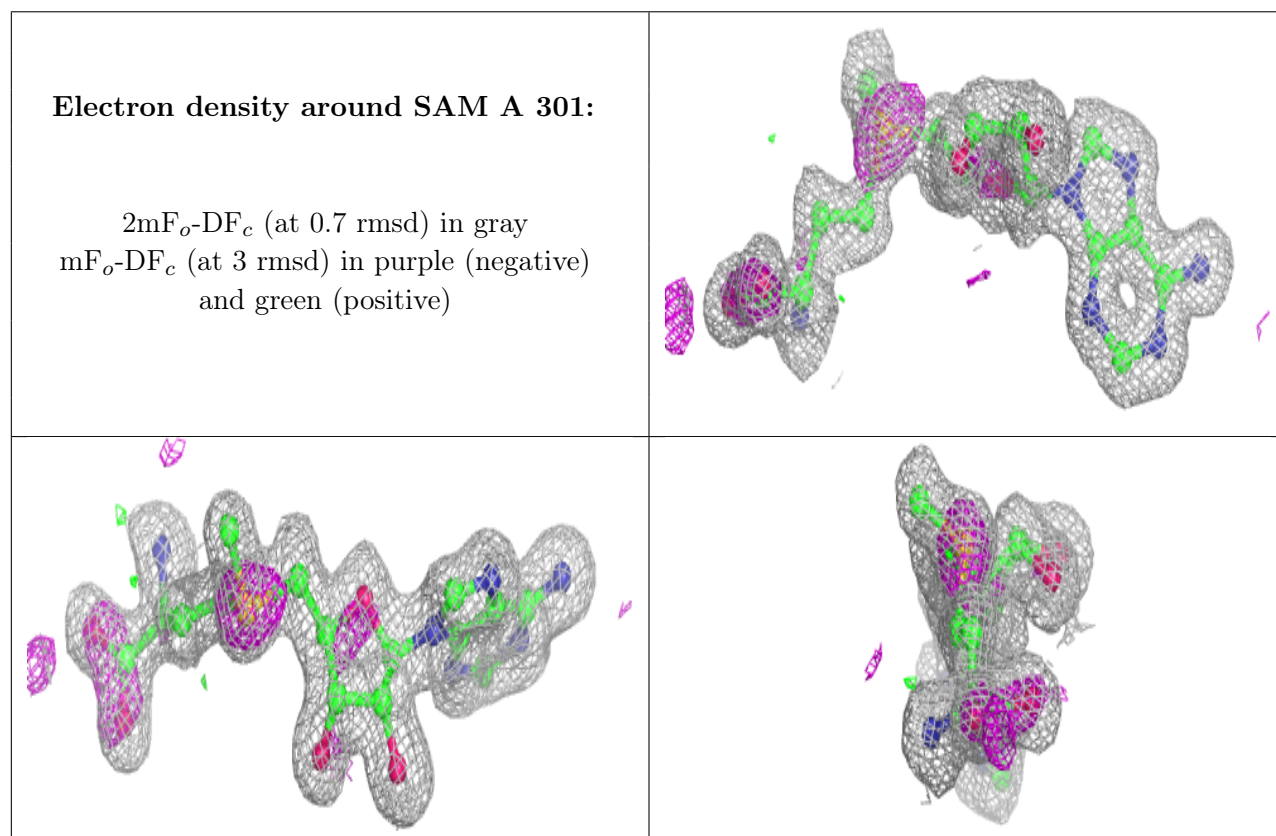 Electron density around SAM A 301:
2mFo-DFc (at 0.7 rmsd) in gray
mFo-DFc (at 3 rmsd) in purple (negative)
and green (positive)